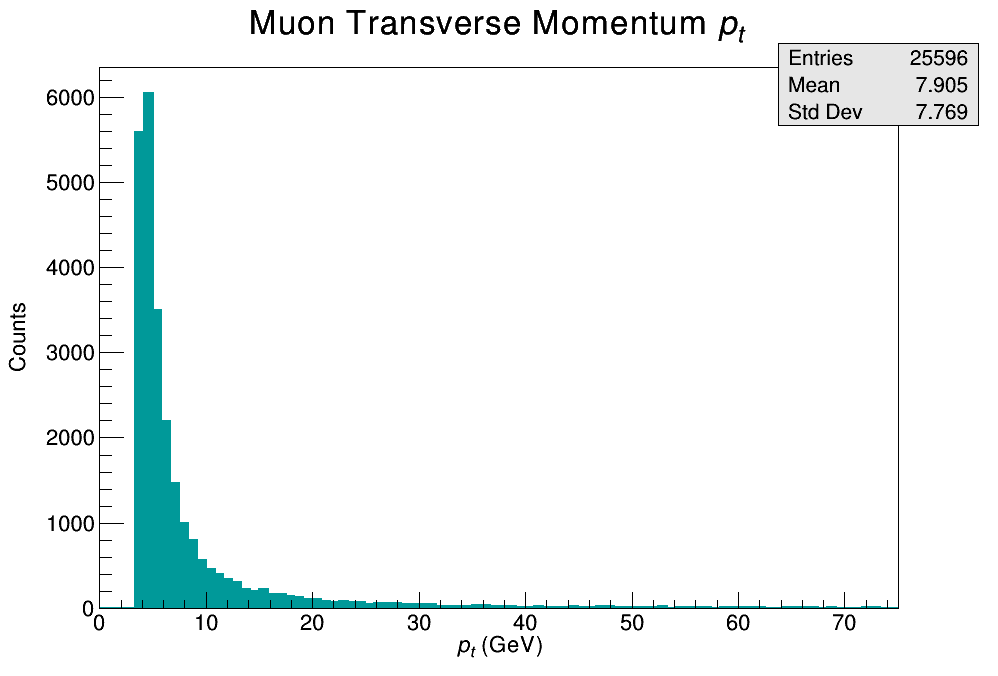 Muon Transverse Momentum pt
Entries 25596
Mean 7.905
Std Dev 7.769
6000
5000
4000
3000
2000
1000
0
Counts
0 10 20 30 40 50 60 70
pt (GeV)